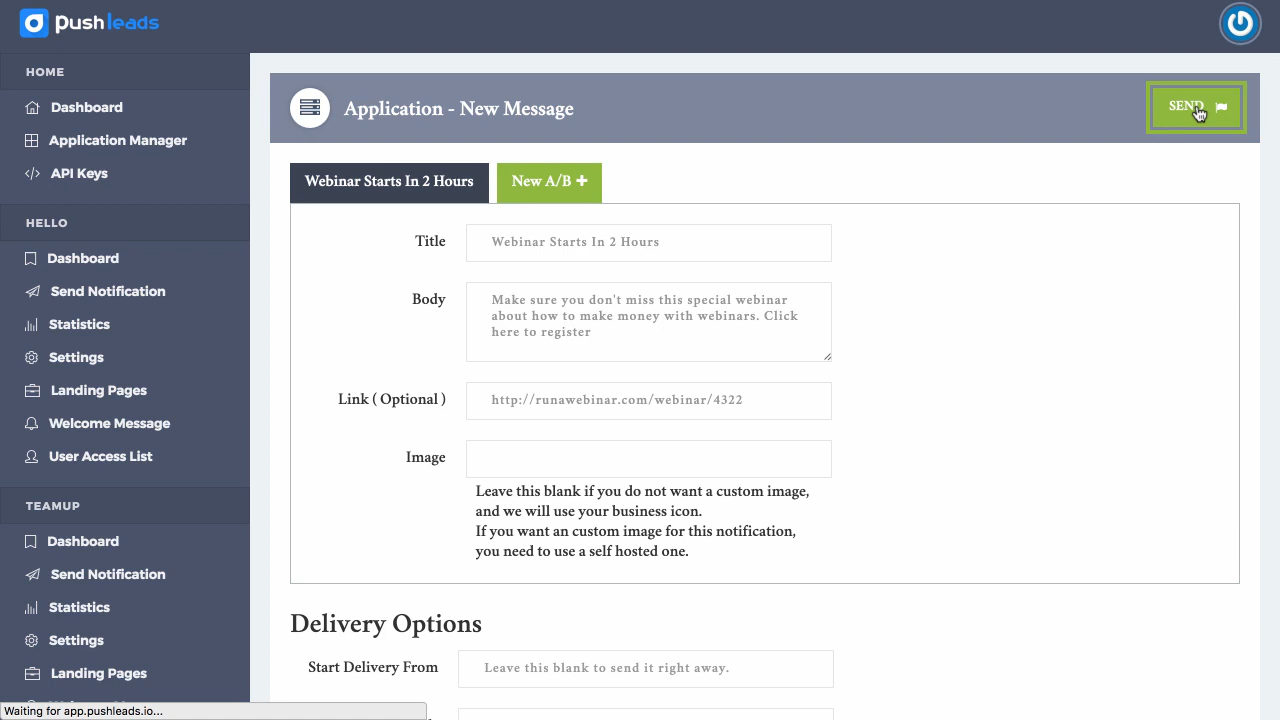 pushleads
HOME
Dashboard
Application Manager
API Keys
HELLO
Dashboard
Send Notification
Statistics
Settings
Landing Pages
Welcome Message
User Access List
TEAMUP
Dashboard
Send Notification
Statistics
Settings
Landing Pages
Waiting for app.pushleads.io...
Application - New Message
SEND
Webinar Starts In 2 Hours
New A/B +
Title
Webinar Starts In 2 Hours
Body
Make sure you don't miss this special webinar
about how to make money with webinars. Click
here to register
Link ( Optional )
http://runawebinar.com/webinar/4322
Image
Leave this blank if you do not want a custom image,
and we will use your business icon.
If you want an custom image for this notification,
you need to use a self hosted one.
Delivery Options
Start Delivery From
Leave this blank to send it right away.